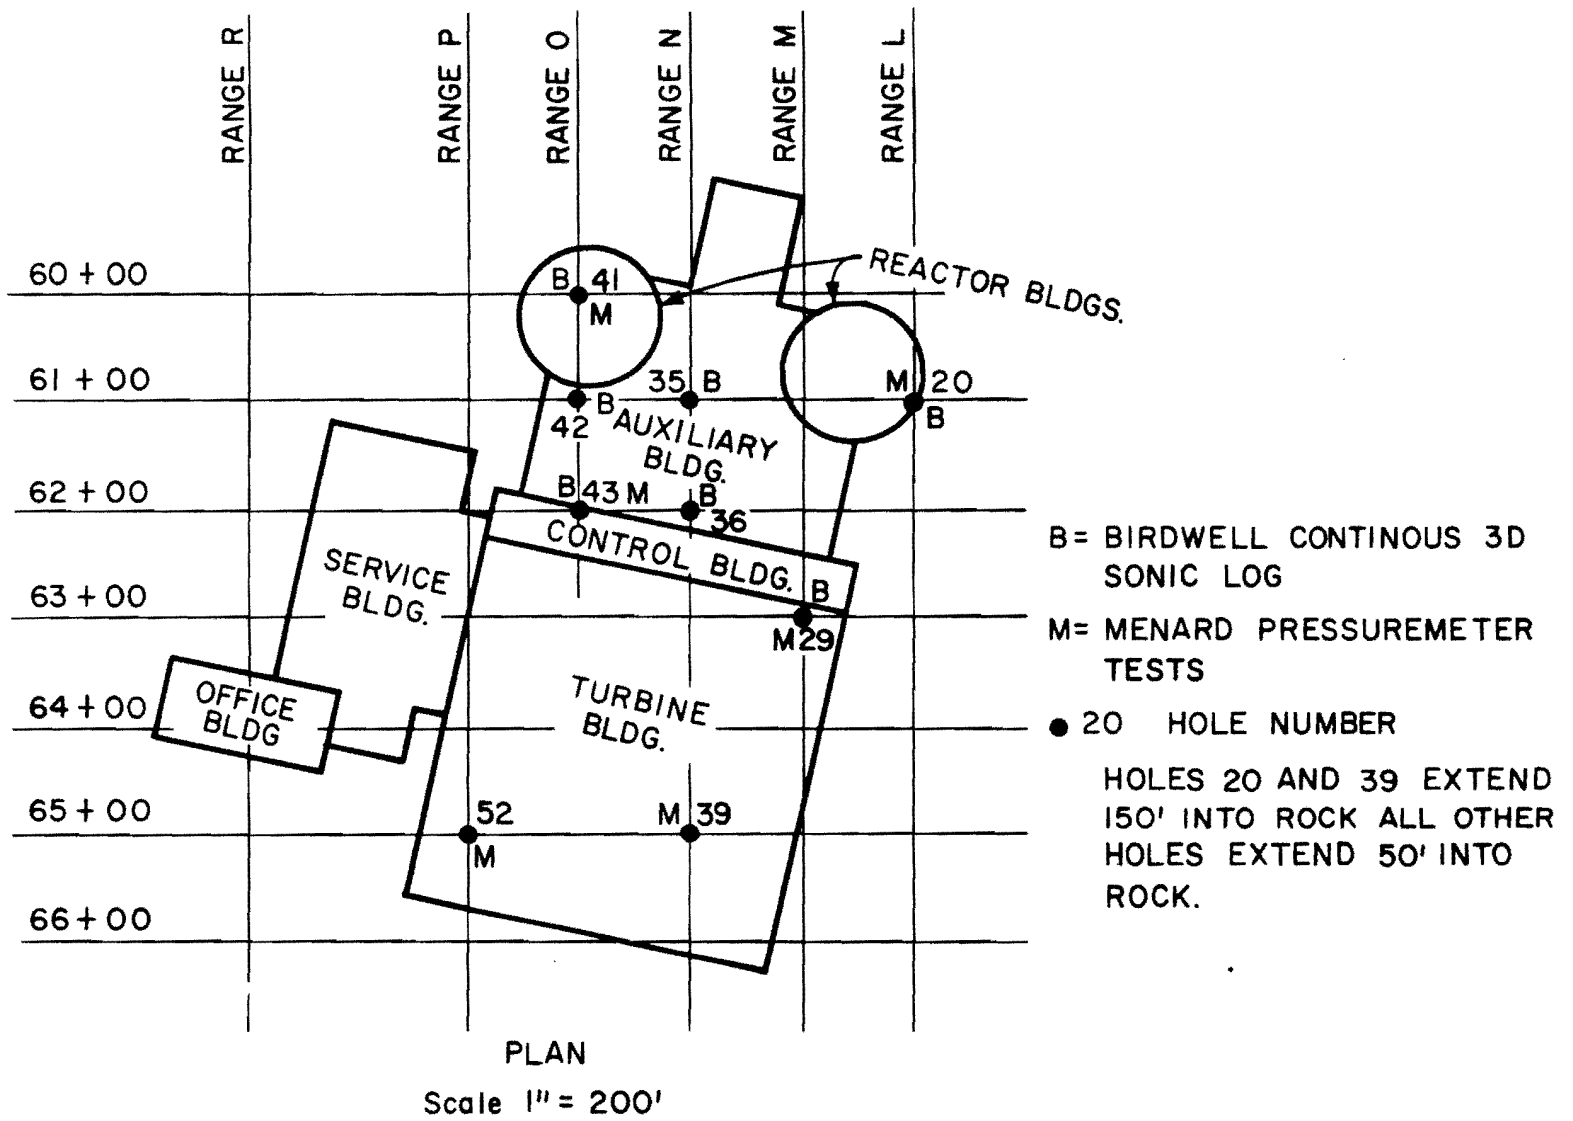 RANGE R
RANGE P
RANGE O
RANGE N
RANGE M
RANGE L
60 + 00
61 + 00
62 + 00
63 + 00
64 + 00
65 + 00
66 + 00
REACTOR BLDGS.
B 41
M
35 B
M 20
B
B
42
AUXILIARY
BLDG.
B 43 M
B
36
CONTROL BLDG.
B
M 29
SERVICE
BLDG.
OFFICE
BLDG
TURBINE
BLDG.
52
M
M 39
B= BIRDWELL CONTINOUS 3D
SONIC LOG
M= MENARD PRESSUREMETER
TESTS
● 20 HOLE NUMBER
HOLES 20 AND 39 EXTEND
150' INTO ROCK ALL OTHER
HOLES EXTEND 50' INTO
ROCK.
PLAN
Scale 1" = 200'